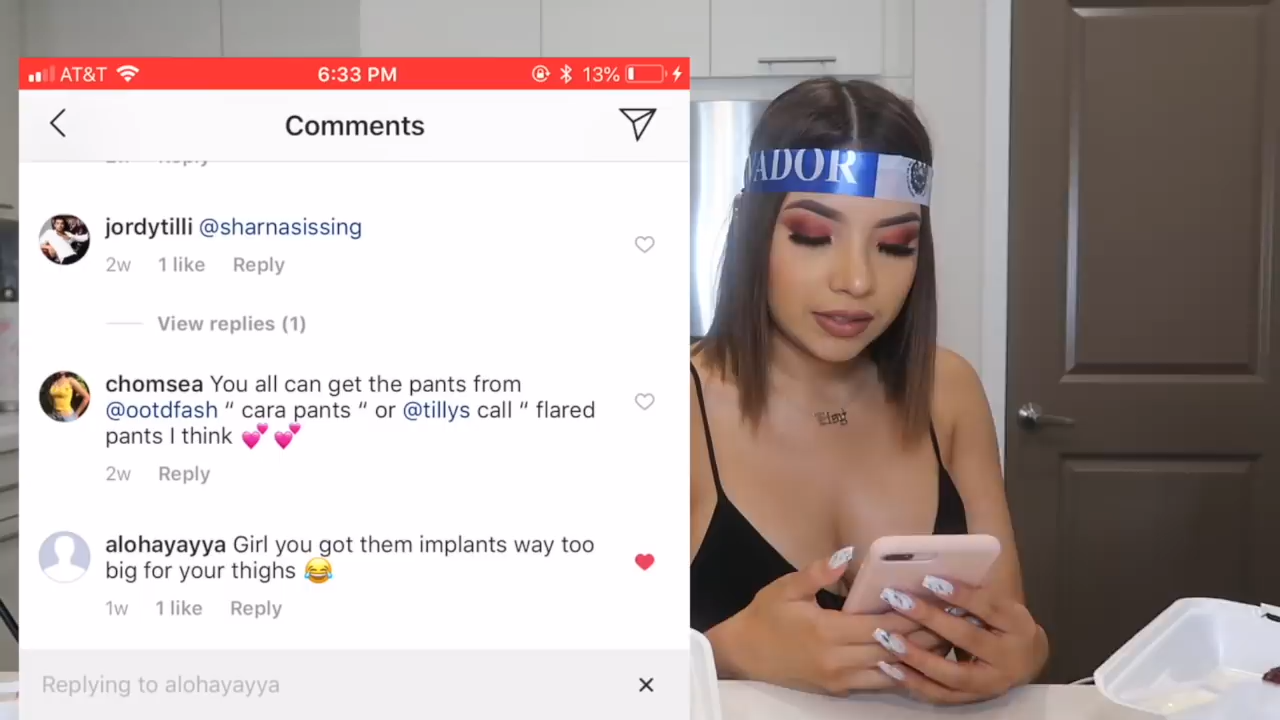 AT&T 6:33 PM 13%
Comments
Reply
jordytilli @sharnasissing
2w 1 like Reply
View replies (1)
chomsea You all can get the pants from
@ootdfash “ cara pants “ or @tillys call “ flared
pants I think 💕 💕
2w Reply
alohayayya Girl you got them implants way too
big for your thighs 😂
1w 1 like Reply
Replying to alohayayya
VADOR